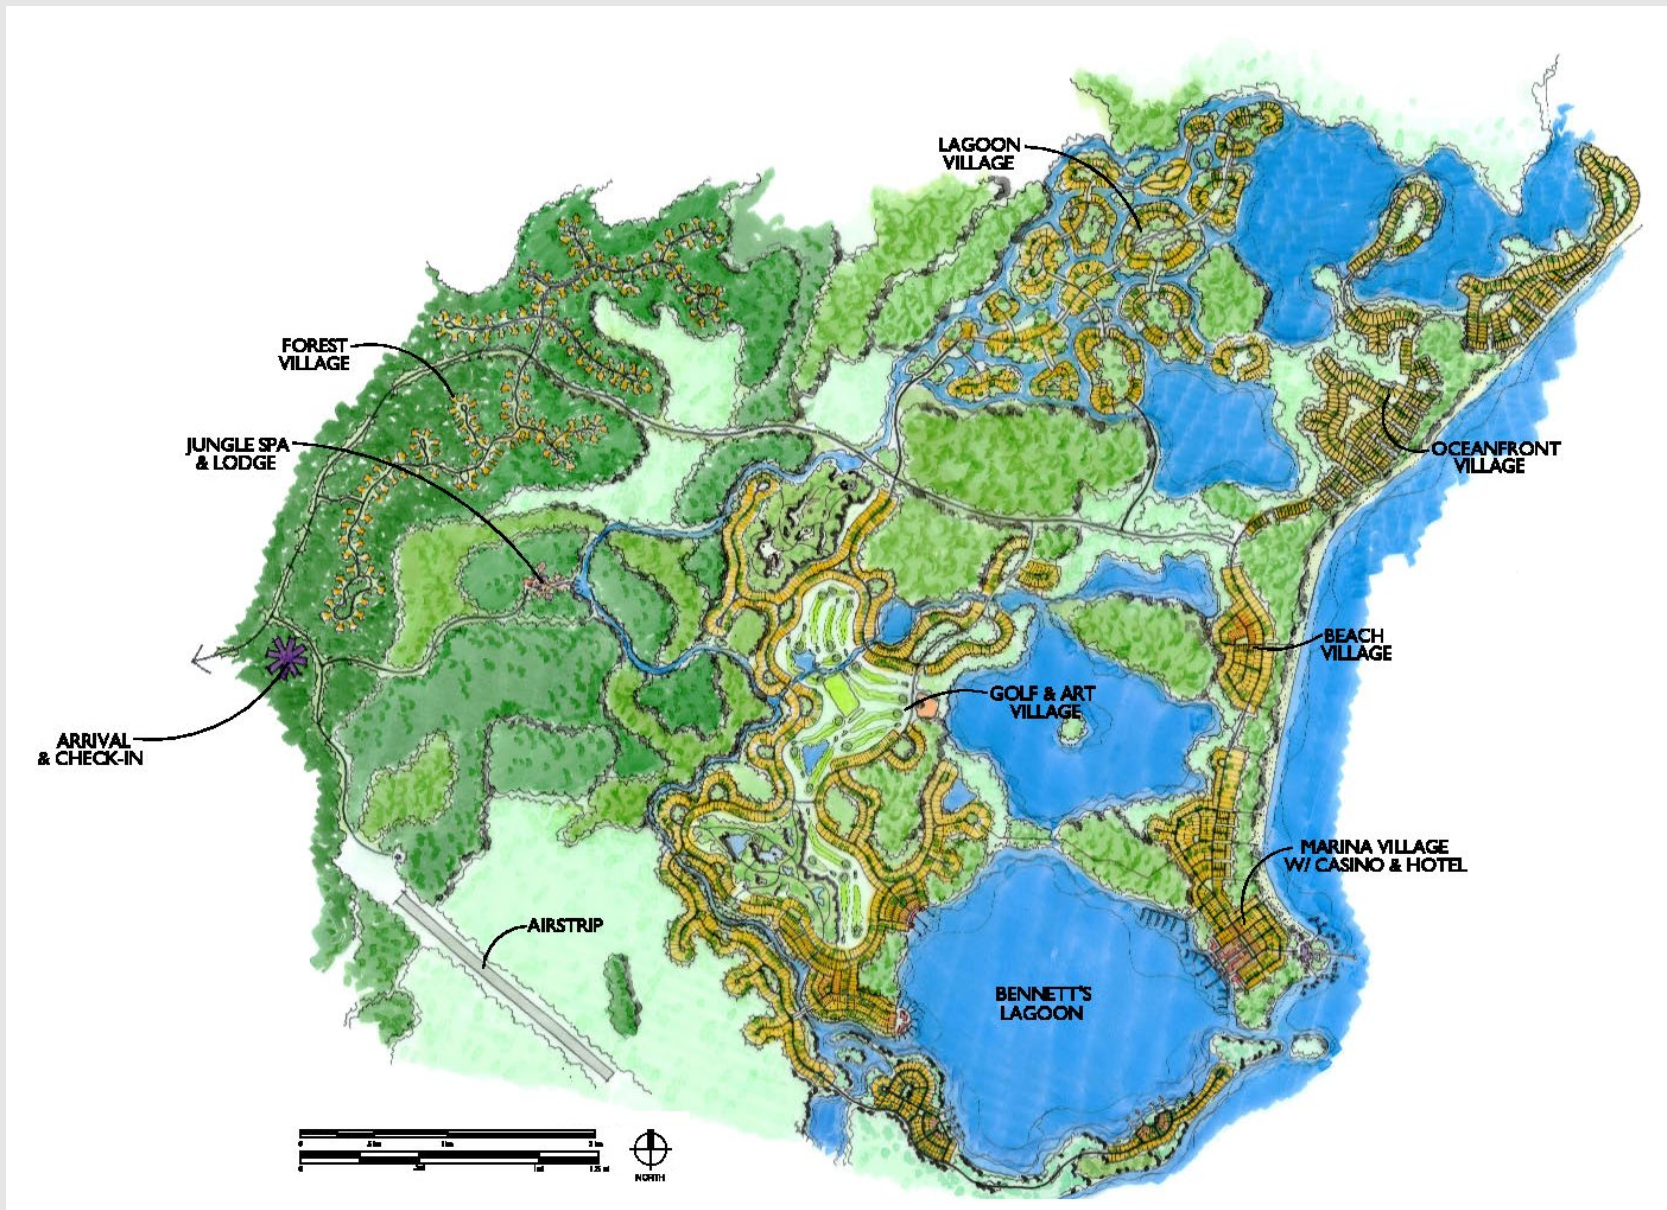 LAGOON
VILLAGE
FOREST
VILLAGE
JUNGLE SPA
& LODGE
OCEANFRONT
VILLAGE
BEACH
VILLAGE
GOLF & ART
VILLAGE
ARRIVAL
& CHECK-IN
MARINA VILLAGE
W/ CASINO & HOTEL
AIRSTRIP
BENNETT'S
LAGOON
NORTH